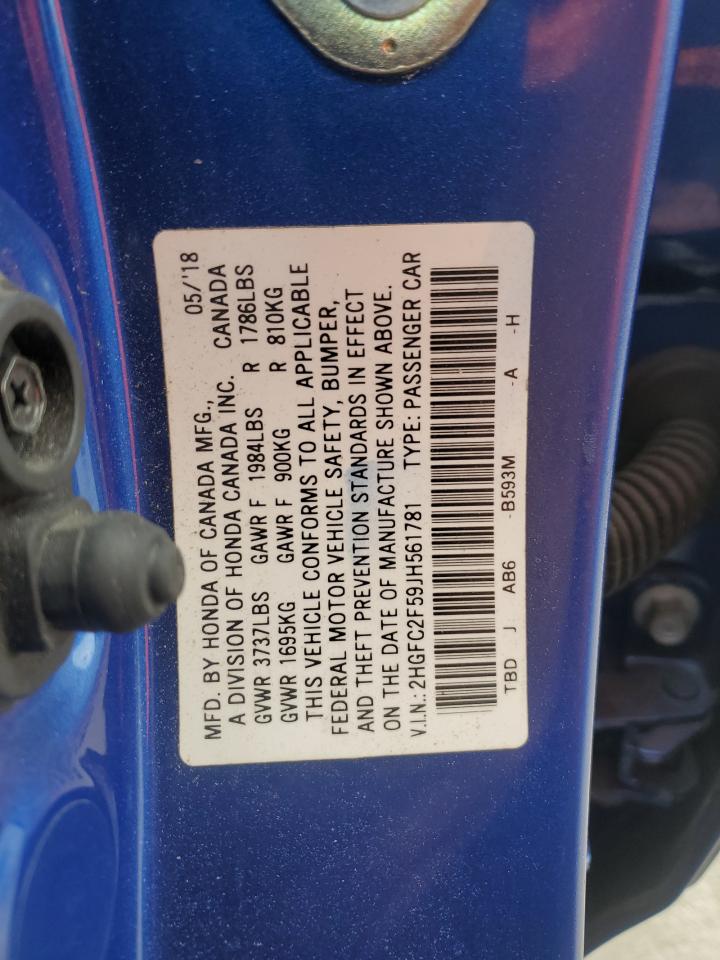 MFD. BY HONDA OF CANADA MFG., 05/'18
A DIVISION OF HONDA CANADA INC. CANADA
GVWR 3737LBS GAWR F 1984LBS R 1786LBS
GVWR 1695KG GAWR F 900KG R 810KG
THIS VEHICLE CONFORMS TO ALL APPLICABLE
FEDERAL MOTOR VEHICLE SAFETY, BUMPER,
AND THEFT PREVENTION STANDARDS IN EFFECT
ON THE DATE OF MANUFACTURE SHOWN ABOVE.
V.I.N.: 2HGFC2F59JH561781 TYPE: PASSENGER CAR
TBD J AB6 -B593M -A -H